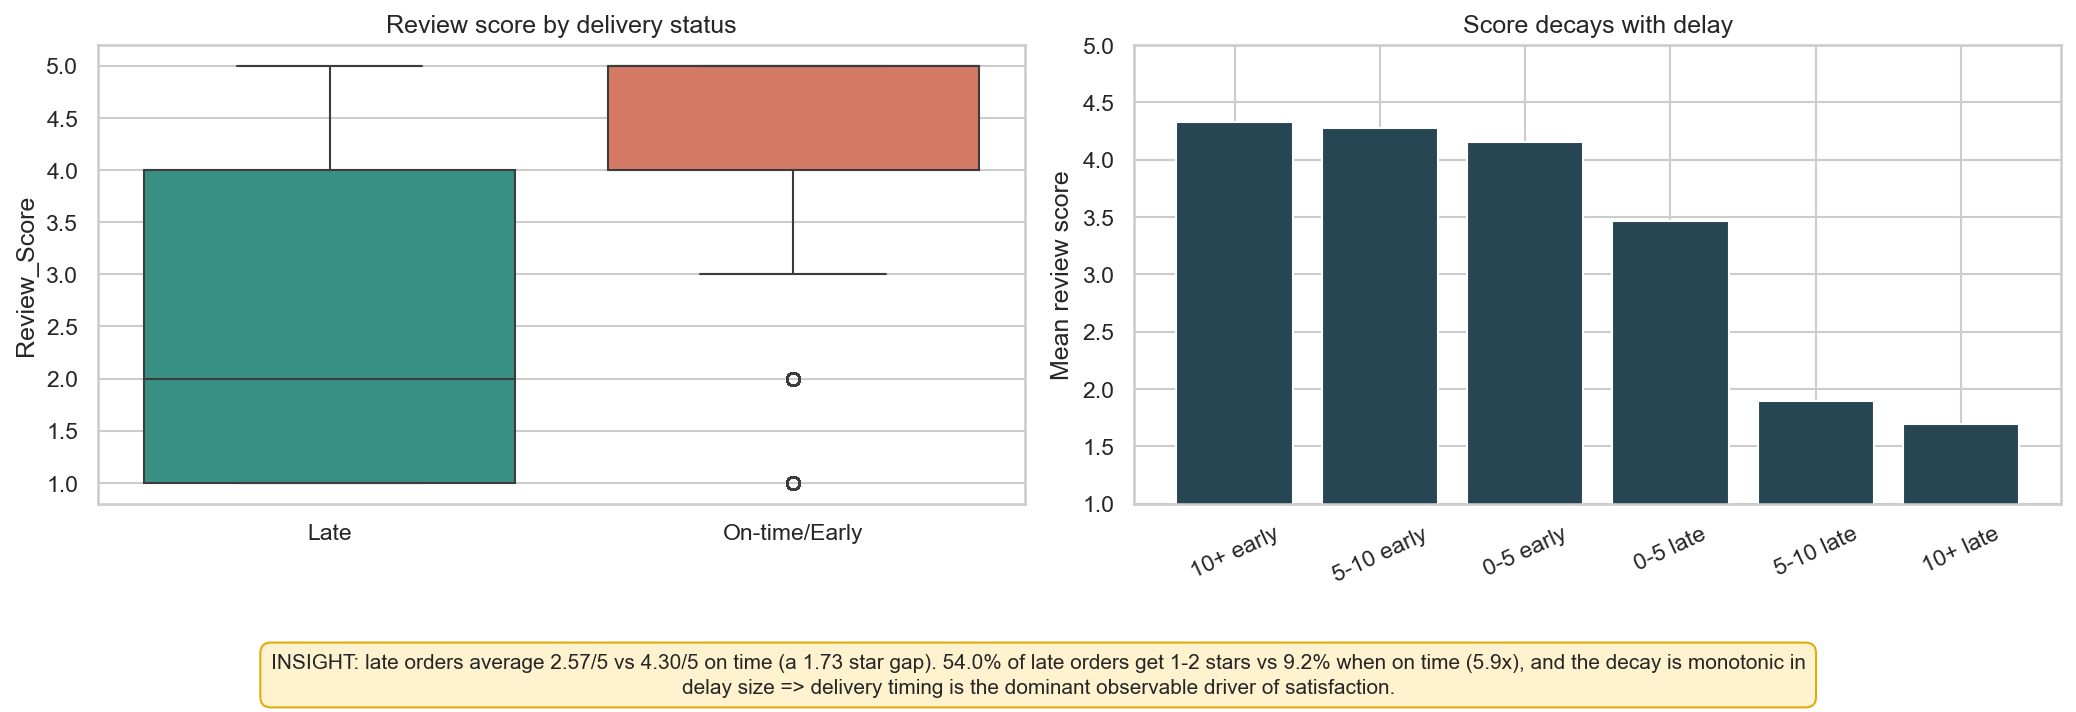 Review score by delivery status
Review_Score
5.0
4.5
4.0
3.5
3.0
2.5
2.0
1.5
1.0
Late
On-time/Early
Score decays with delay
Mean review score
5.0
4.5
4.0
3.5
3.0
2.5
2.0
1.5
1.0
10+ early
5-10 early
0-5 early
0-5 late
5-10 late
10+ late
INSIGHT: late orders average 2.57/5 vs 4.30/5 on time (a 1.73 star gap). 54.0% of late orders get 1-2 stars vs 9.2% when on time (5.9x), and the decay is monotonic in
delay size => delivery timing is the dominant observable driver of satisfaction.